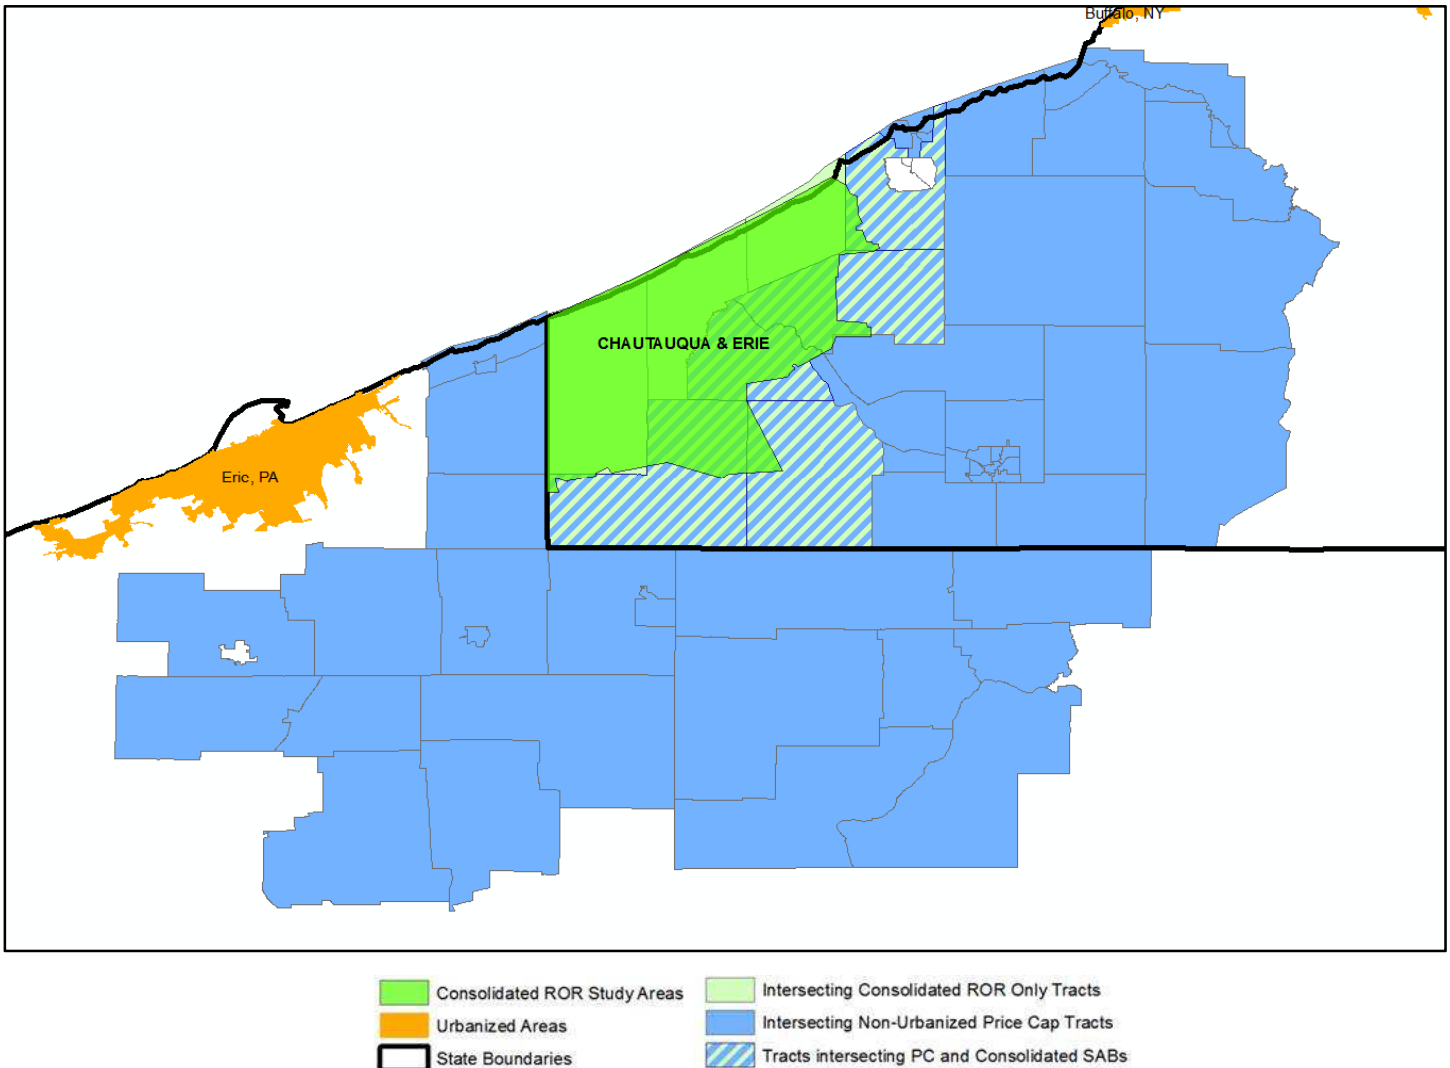 Buffalo, NY
CHAUTAUQUA & ERIE
Eric, PA
Consolidated ROR Study Areas
Urbanized Areas
State Boundaries
Intersecting Consolidated ROR Only Tracts
Intersecting Non-Urbanized Price Cap Tracts
Tracts intersecting PC and Consolidated SABs